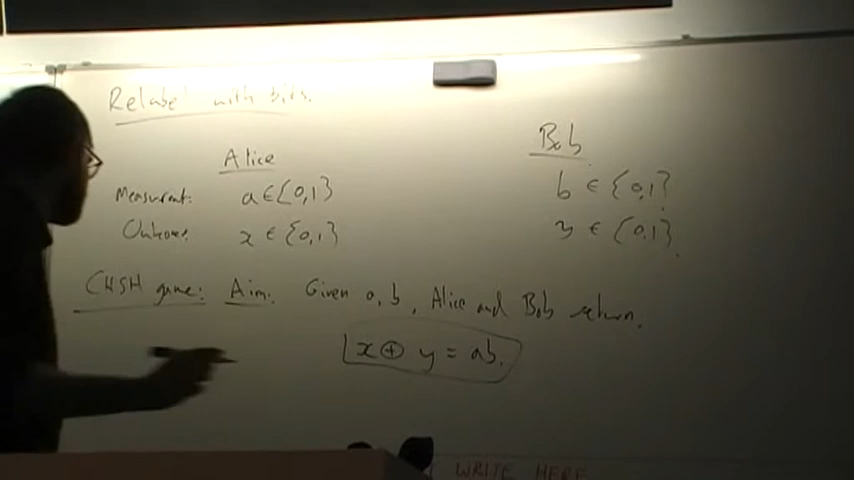 Relabel with bits.
Alice Bob
Measurement: a ∈ {0,1} b ∈ {0,1}
Outcome: x ∈ {0,1} y ∈ {0,1}
CHSH game: Aim: Given a, b, Alice and Bob return.
x ⊕ y = ab.
WRITE HERE